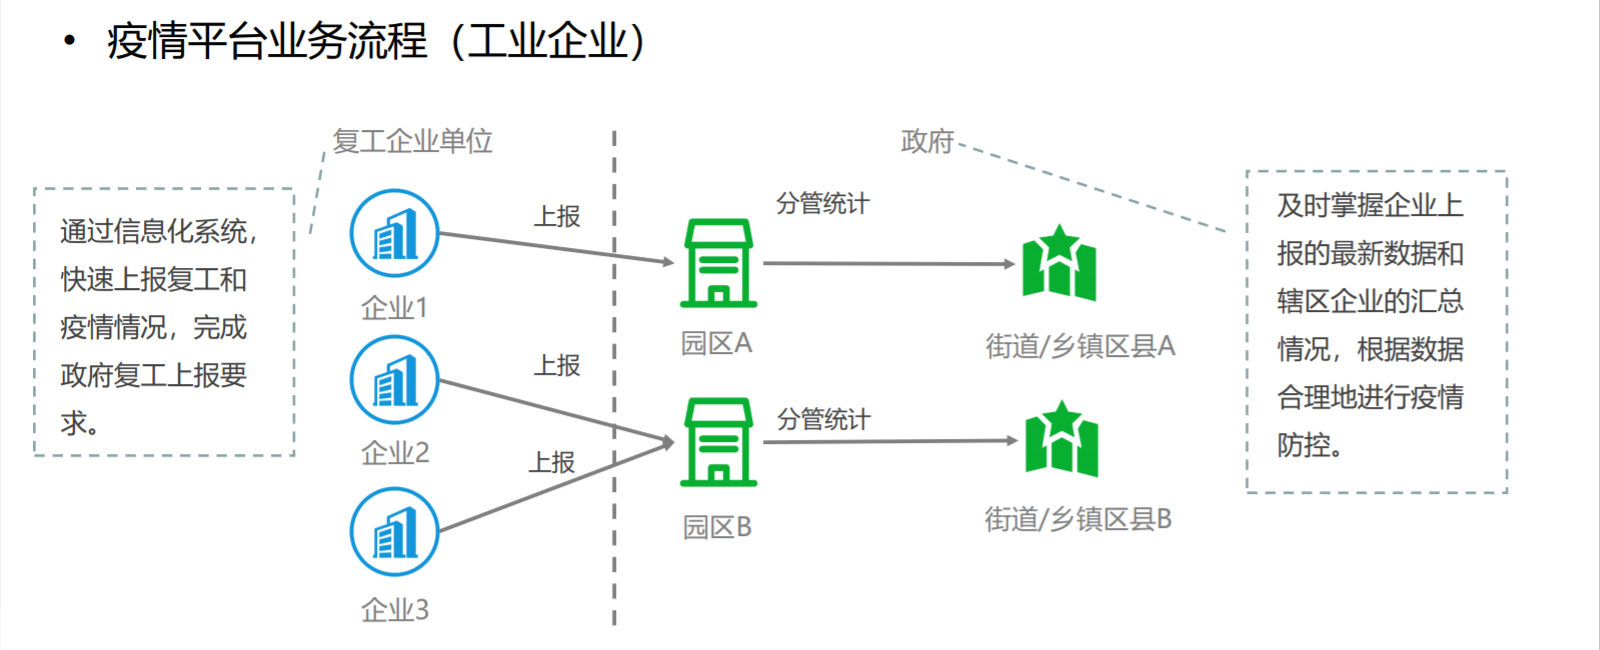 • 疫情平台业务流程（工业企业）
复工企业单位
政府
通过信息化系统，
快速上报复工和
疫情情况，完成
政府复工上报要
求。
企业1
企业2
企业3
上报
上报
上报
园区A
园区B
分管统计
分管统计
街道/乡镇区县A
街道/乡镇区县B
及时掌握企业上
报的最新数据和
辖区企业的汇总
情况，根据数据
合理地进行疫情
防控。